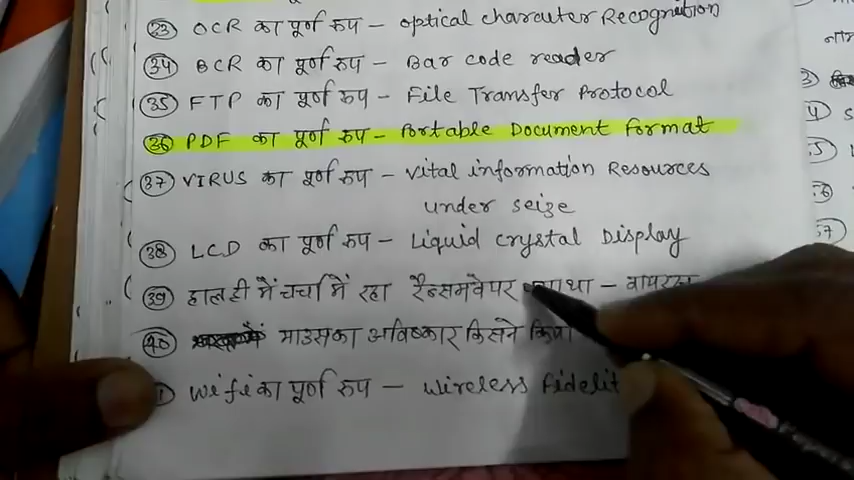 33 OCR का पूर्ण रुप - Optical character Recognition
34 BCR का पूर्ण रुप - Bar code reader
35 FTP का पूर्ण रुप - File Transfer Protocol
36 PDF का पूर्ण रुप - Portable Document Format
37 VIRUS का पूर्ण रुप - Vital information Resources
under seize
38 LCD का पूर्ण रुप - Liquid crystal Display
39 हाल ही में चर्चा में रहा रैन्समवेयर था - वायरस
40 माउस का अविष्कार किसने किया
wifi का पूर्ण रुप - wireless